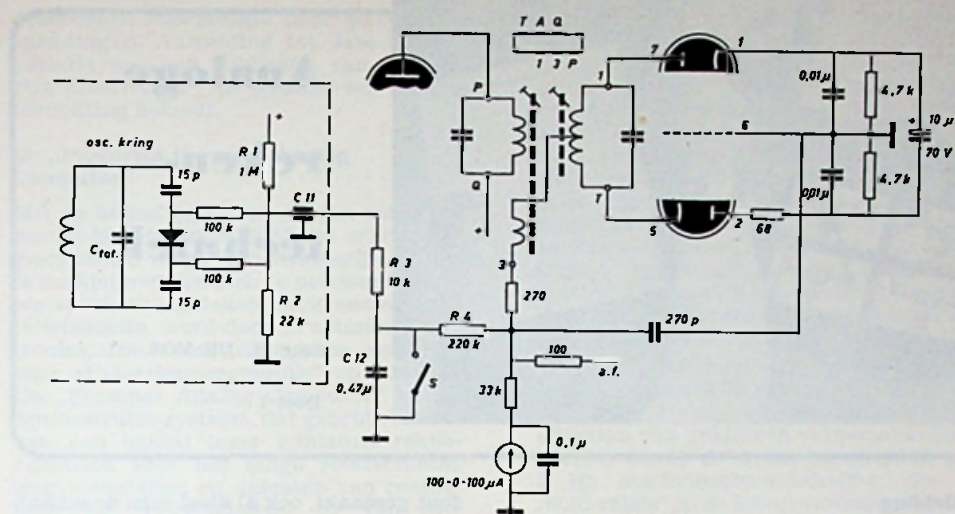 T A Q
1 3 P
osc. kring
C tot.
15 p
15 p
100 k
100 k
+
R 1
1 M
C 11
R 2
22 k
R 3
10 k
C 12
0,47 µ
S
R 4
220 k
P
Q
+
3
270
1
T
7
1
5
2
6
68
0,01 µ
0,01 µ
4,7 k
4,7 k
+
10 µ
70 V
270 p
100
a.f.
33 k
0,1 µ
100-0-100 µA